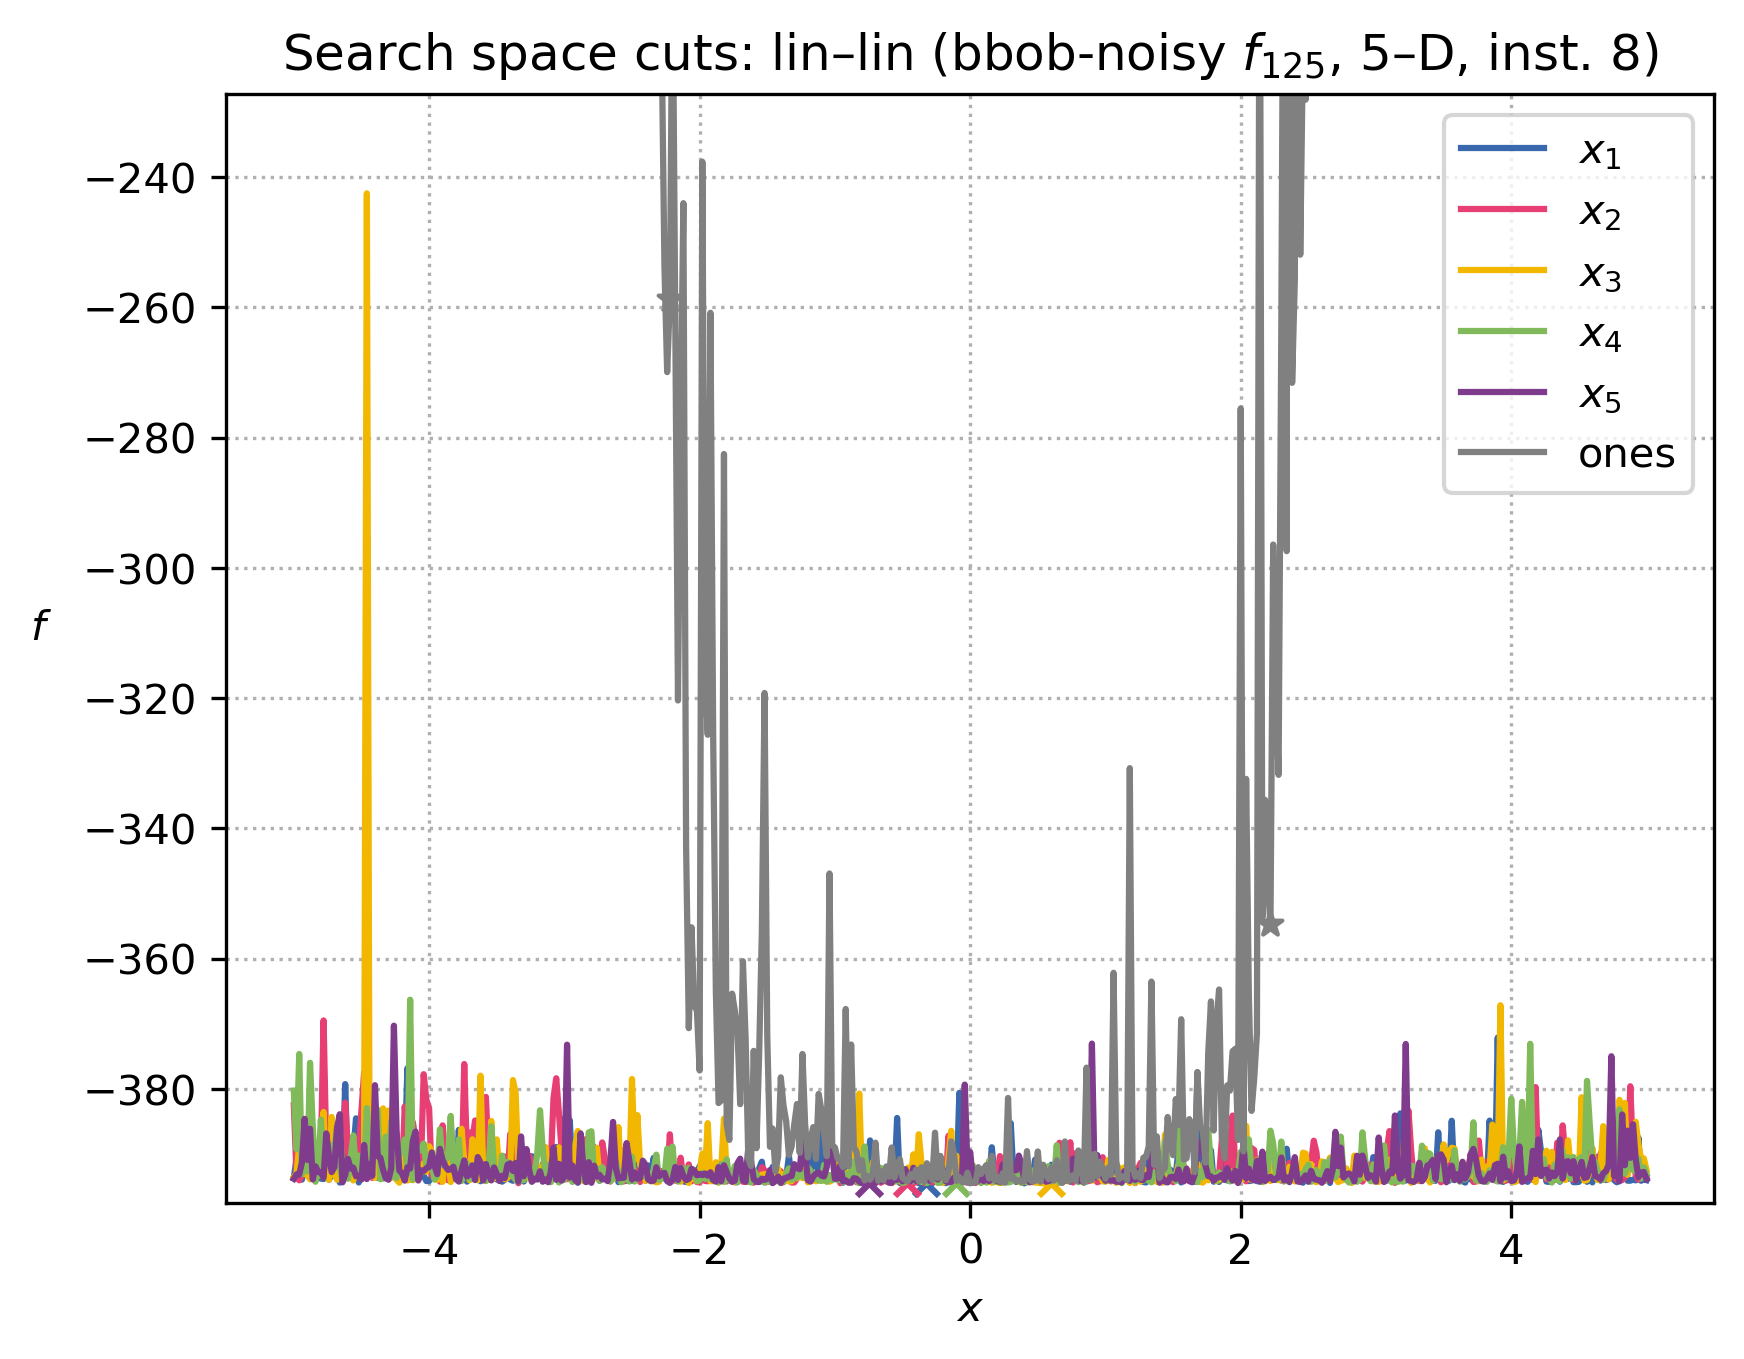 Search space cuts: lin–lin (bbob-noisy f₁₂₅, 5–D, inst. 8)
x₁
x₂
x₃
x₄
x₅
ones
−240
−260
−280
−300
−320
−340
−360
−380
f
−4
−2
0
2
4
x